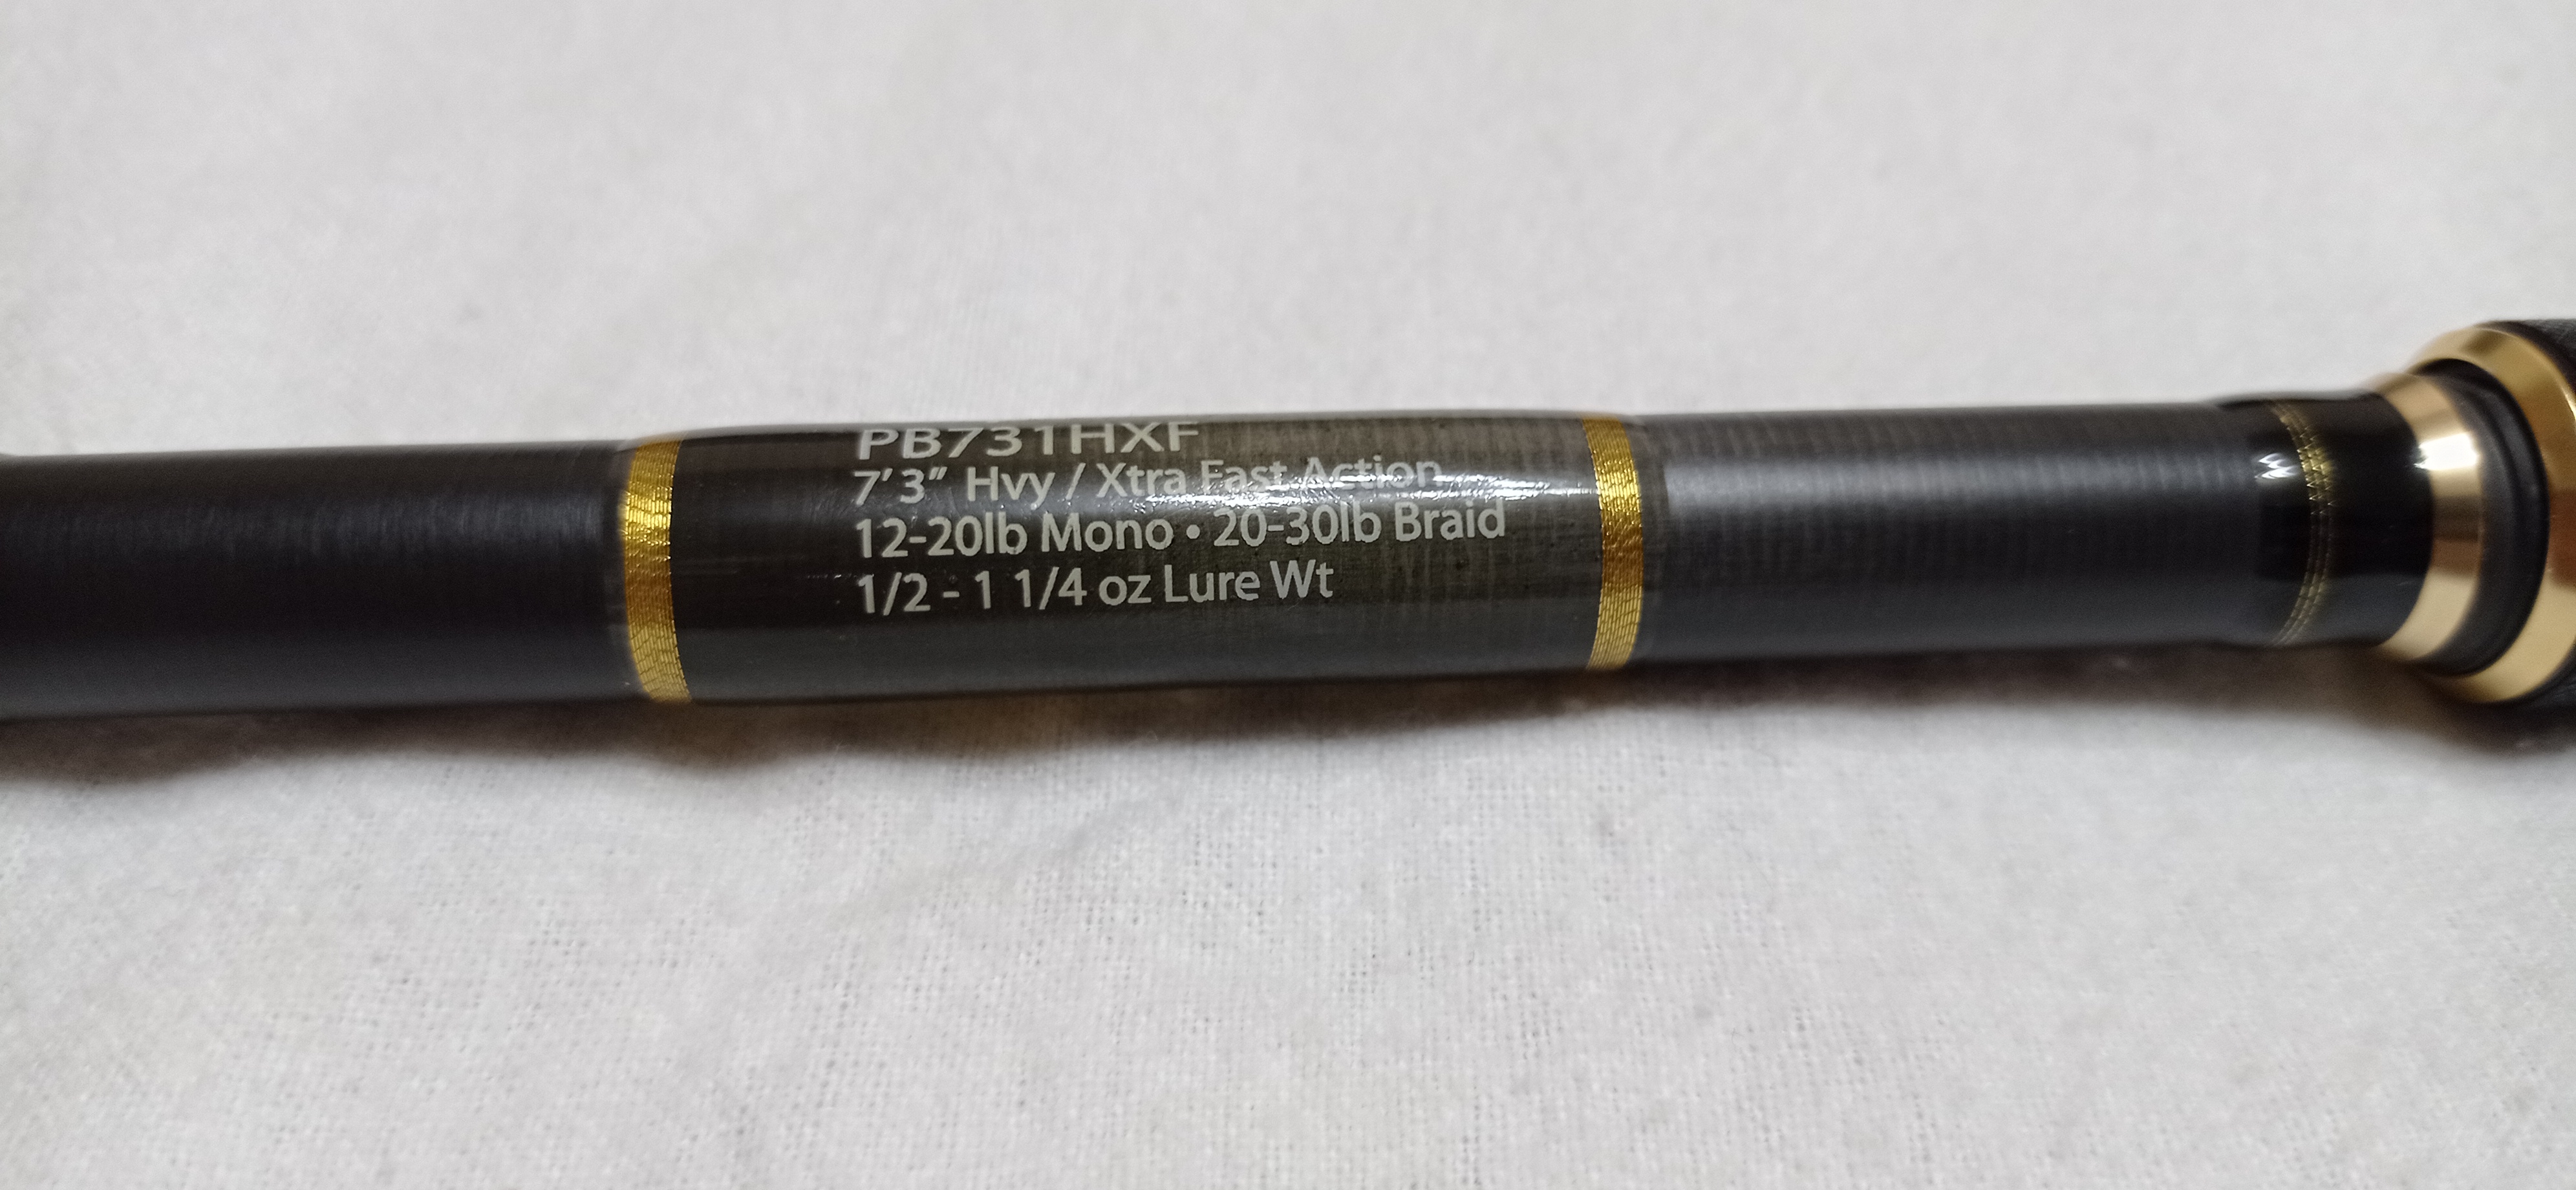 PB731HXF
7'3" Hvy / Xtra Fast Action
12-20lb Mono • 20-30lb Braid
1/2 - 1 1/4 oz Lure Wt